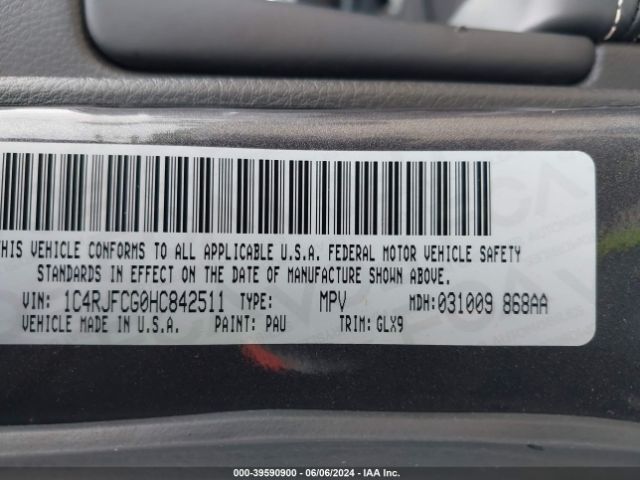 THIS VEHICLE CONFORMS TO ALL APPLICABLE U.S.A. FEDERAL MOTOR VEHICLE SAFETY
STANDARDS IN EFFECT ON THE DATE OF MANUFACTURE SHOWN ABOVE.
VIN: 1C4RJFCG0HC842511 TYPE: MPV MDH:031009 868AA
VEHICLE MADE IN U.S.A. PAINT: PAU TRIM: GLX9
000-39590900 - 06/06/2024 - IAA Inc.